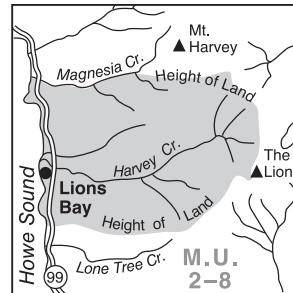 Mt.
Harvey
Magnesia Cr.
Height of Land
Harvey Cr.
The
Lion
Lions
Bay
Height of Land
Howe Sound
Lone Tree Cr.
M.U.
2–8
99